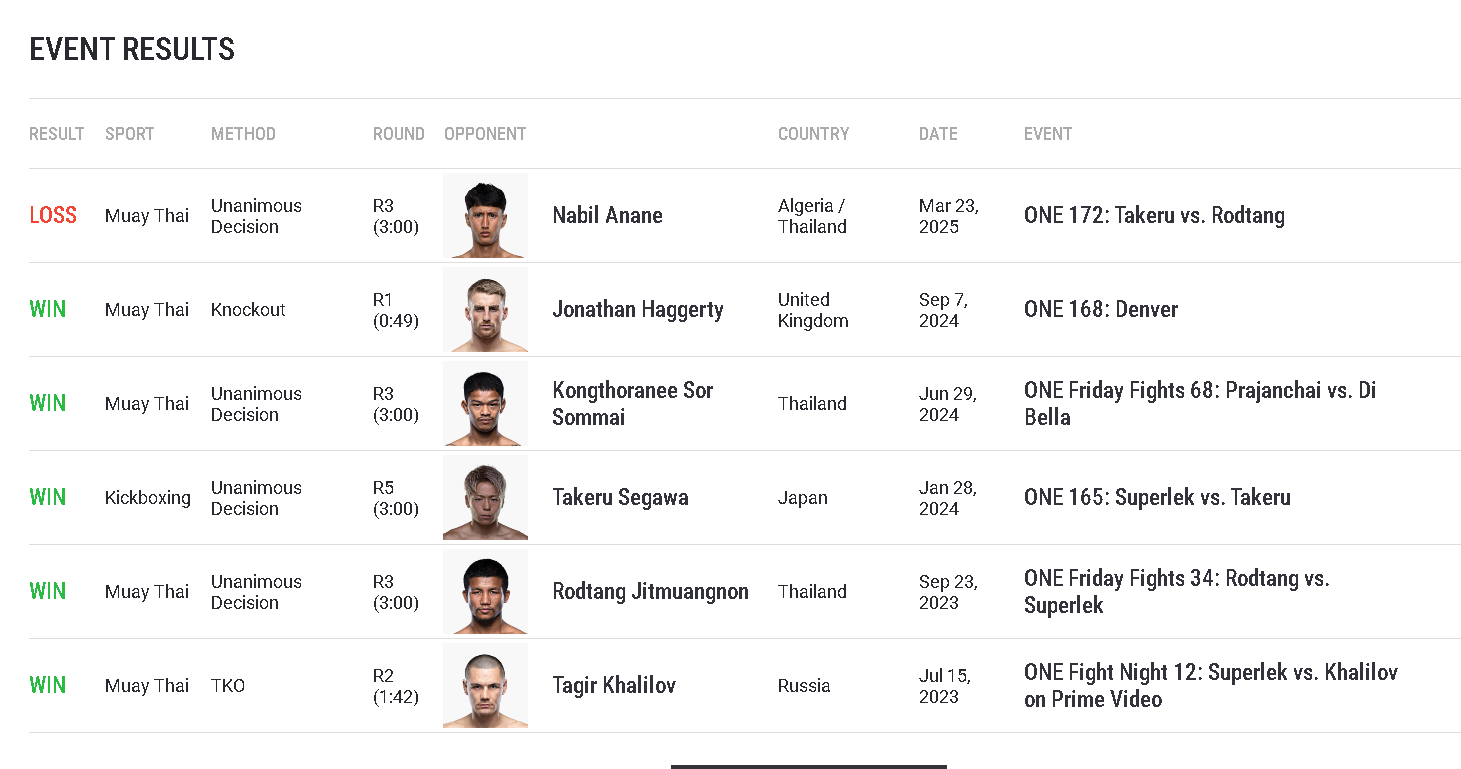 EVENT RESULTS
RESULT SPORT METHOD ROUND OPPONENT COUNTRY DATE EVENT
LOSS Muay Thai Unanimous Decision R3 (3:00) Nabil Anane Algeria / Thailand Mar 23, 2025 ONE 172: Takeru vs. Rodtang
WIN Muay Thai Knockout R1 (0:49) Jonathan Haggerty United Kingdom Sep 7, 2024 ONE 168: Denver
WIN Muay Thai Unanimous Decision R3 (3:00) Kongthoranee Sor Sommai Thailand Jun 29, 2024 ONE Friday Fights 68: Prajanchai vs. Di Bella
WIN Kickboxing Unanimous Decision R5 (3:00) Takeru Segawa Japan Jan 28, 2024 ONE 165: Superlek vs. Takeru
WIN Muay Thai Unanimous Decision R3 (3:00) Rodtang Jitmuangnon Thailand Sep 23, 2023 ONE Friday Fights 34: Rodtang vs. Superlek
WIN Muay Thai TKO R2 (1:42) Tagir Khalilov Russia Jul 15, 2023 ONE Fight Night 12: Superlek vs. Khalilov on Prime Video